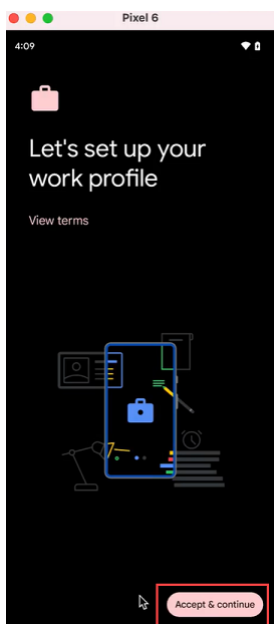 Pixel 6
4:09
Let's set up your
work profile
View terms
Accept & continue